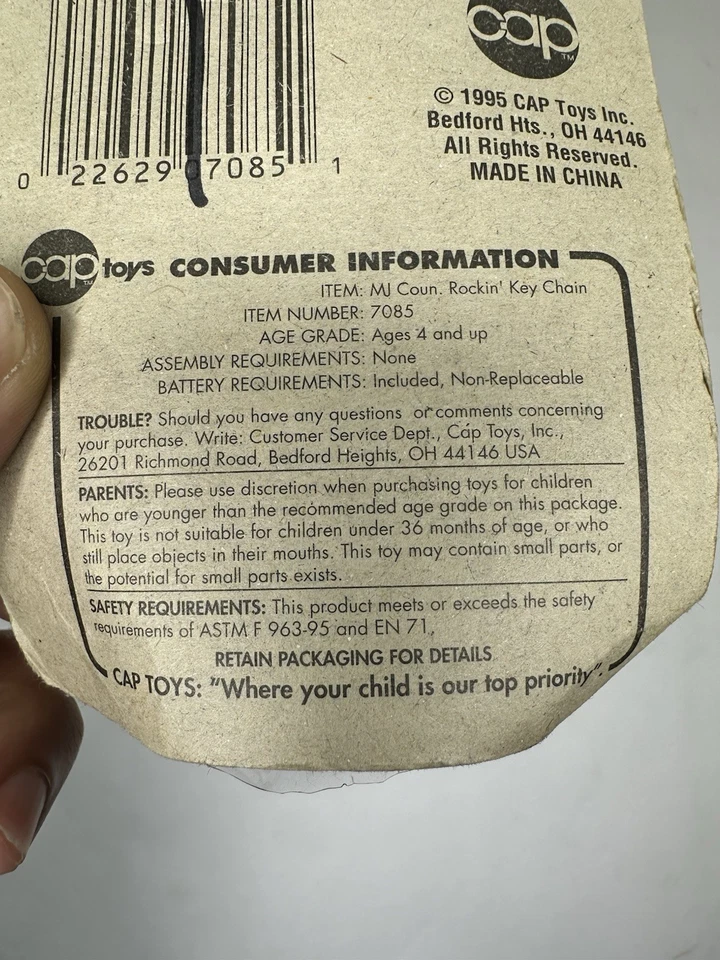 cap TM
© 1995 CAP Toys Inc.
Bedford Hts., OH 44146
All Rights Reserved.
MADE IN CHINA
0 22629 07085 1
cap TM toys CONSUMER INFORMATION
ITEM: MJ Coun. Rockin' Key Chain
ITEM NUMBER: 7085
AGE GRADE: Ages 4 and up
ASSEMBLY REQUIREMENTS: None
BATTERY REQUIREMENTS: Included, Non-Replaceable
TROUBLE? Should you have any questions or comments concerning
your purchase. Write: Customer Service Dept., Cap Toys, Inc.,
26201 Richmond Road, Bedford Heights, OH 44146 USA
PARENTS: Please use discretion when purchasing toys for children
who are younger than the recommended age grade on this package.
This toy is not suitable for children under 36 months of age, or who
still place objects in their mouths. This toy may contain small parts, or
the potential for small parts exists.
SAFETY REQUIREMENTS: This product meets or exceeds the safety
requirements of ASTM F 963-95 and EN 71,
RETAIN PACKAGING FOR DETAILS
CAP TOYS: "Where your child is our top priority".